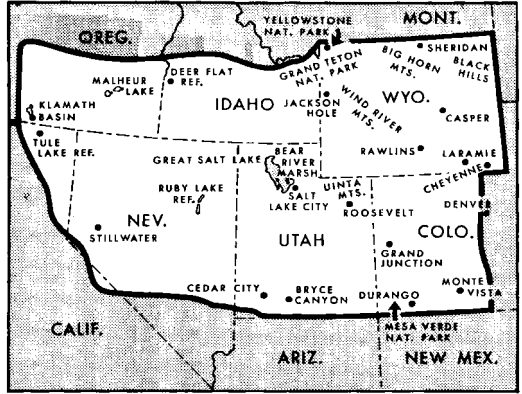 YELLOWSTONE
NAT. PARK
MONT.
OREG.
SHERIDAN
BIG HORN
MTS.
BLACK
HILLS
DEER FLAT
REF.
GRAND TETON
NAT. PARK
MALHEUR
LAKE
IDAHO
JACKSON
HOLE
WIND RIVER
MTS.
WYO.
KLAMATH
BASIN
CASPER
TULE
LAKE REF.
GREAT SALT LAKE
BEAR
RIVER
MARSH
RAWLINS
LARAMIE
CHEYENNE
RUBY LAKE
REF.
SALT
LAKE CITY
UINTA
MTS.
ROOSEVELT
DENVER
NEV.
STILLWATER
UTAH
COLO.
GRAND
JUNCTION
CEDAR CITY
BRYCE
CANYON
DURANGO
MONTE
VISTA
MESA VERDE
NAT. PARK
CALIF.
ARIZ.
NEW MEX.